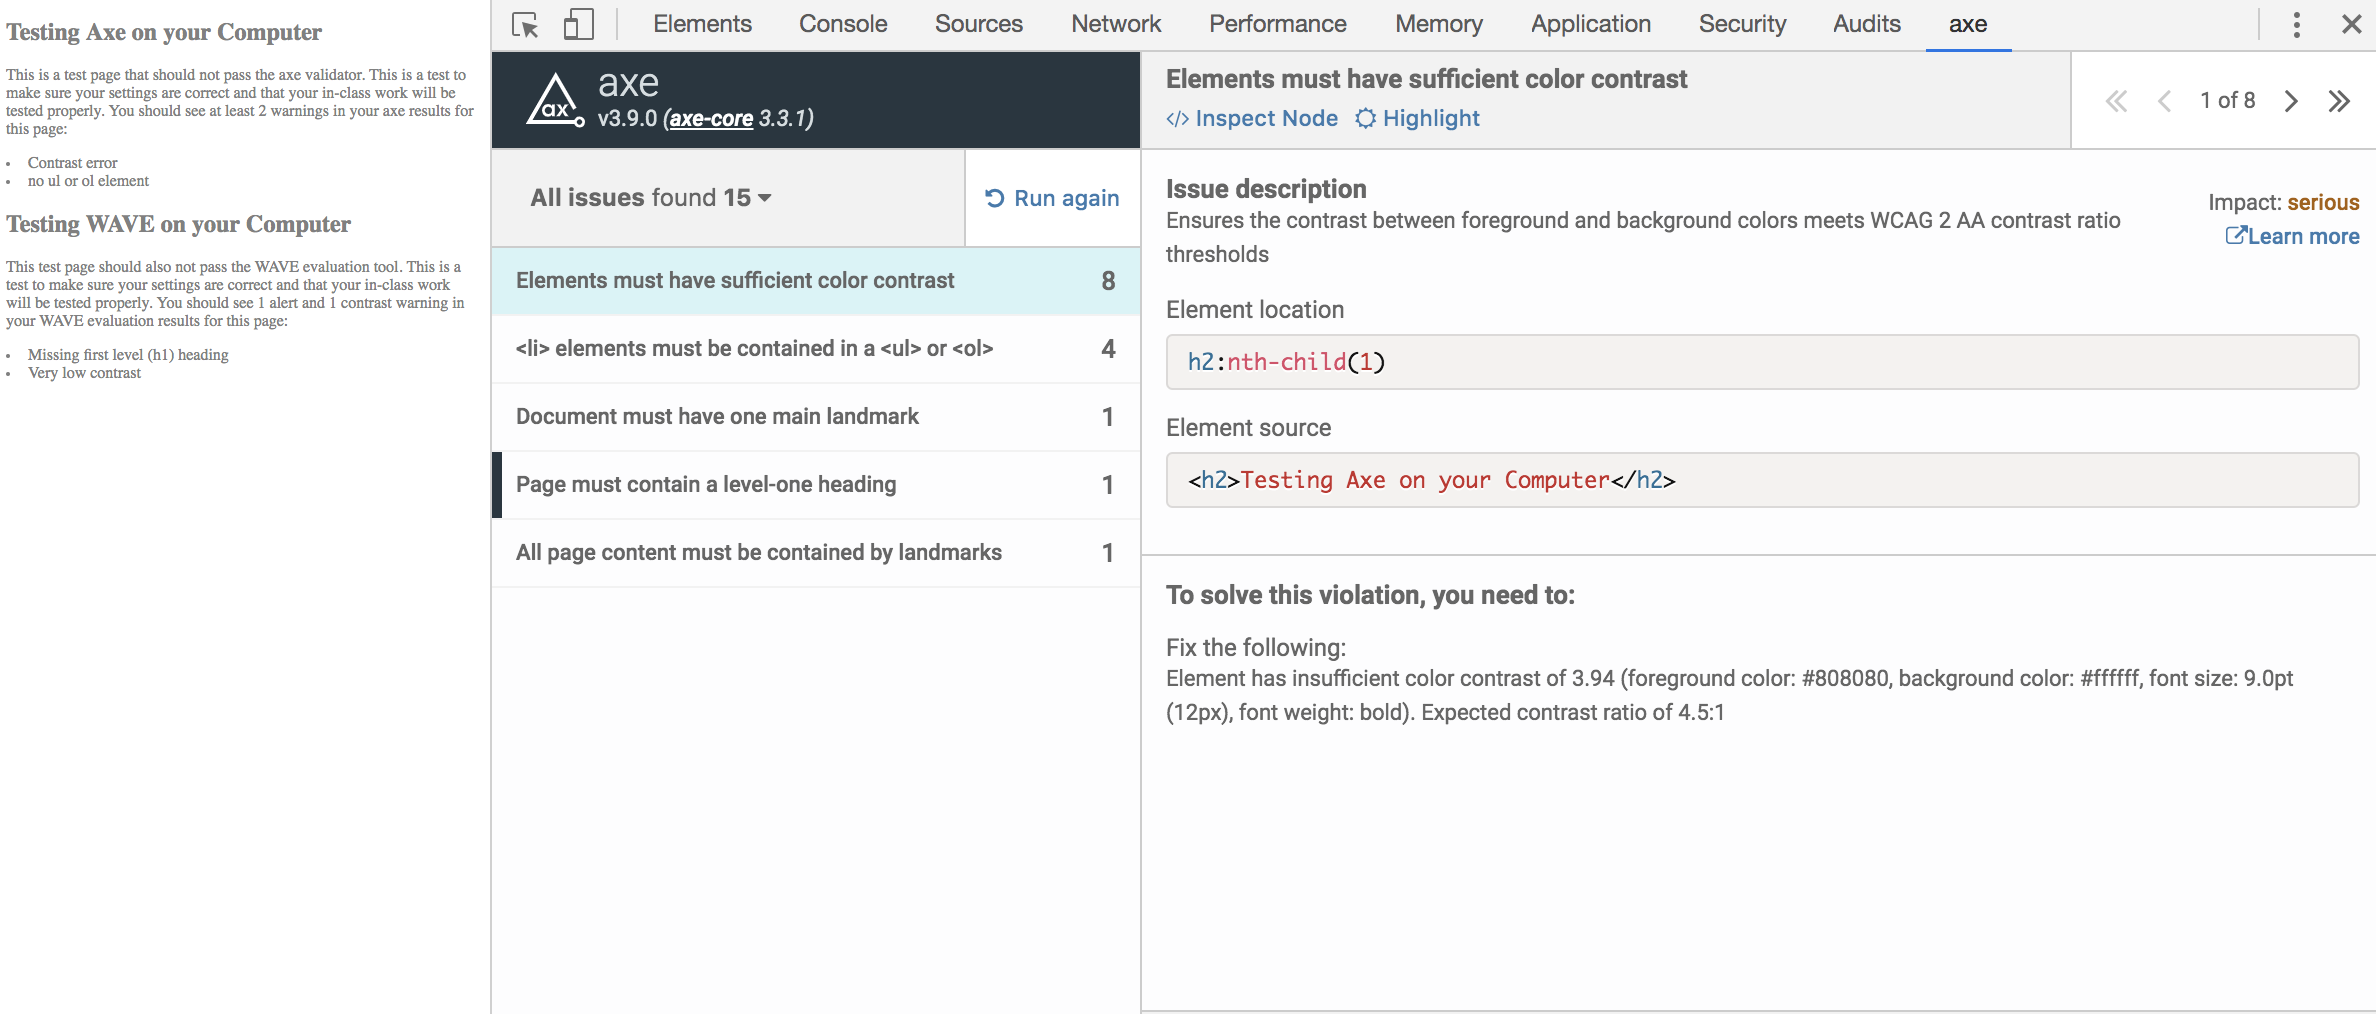 Testing Axe on your Computer
This is a test page that should not pass the axe validator. This is a test to
make sure your settings are correct and that your in-class work will be
tested properly. You should see at least 2 warnings in your axe results for
this page:
• Contrast error
• no ul or ol element
Testing WAVE on your Computer
This test page should also not pass the WAVE evaluation tool. This is a
test to make sure your settings are correct and that your in-class work
will be tested properly. You should see 1 alert and 1 contrast warning in
your WAVE evaluation results for this page:
• Missing first level (h1) heading
• Very low contrast
Elements Console Sources Network Performance Memory Application Security Audits axe
ax
axe
v3.9.0 (axe-core 3.3.1)
All issues found 15
Run again
Elements must have sufficient color contrast 8
<li> elements must be contained in a <ul> or <ol> 4
Document must have one main landmark 1
Page must contain a level-one heading 1
All page content must be contained by landmarks 1
Elements must have sufficient color contrast
</> Inspect Node Highlight
1 of 8
Issue description
Ensures the contrast between foreground and background colors meets WCAG 2 AA contrast ratio
thresholds
Impact: serious
Learn more
Element location
h2:nth-child(1)
Element source
<h2>Testing Axe on your Computer</h2>
To solve this violation, you need to:
Fix the following:
Element has insufficient color contrast of 3.94 (foreground color: #808080, background color: #ffffff, font size: 9.0pt
(12px), font weight: bold). Expected contrast ratio of 4.5:1